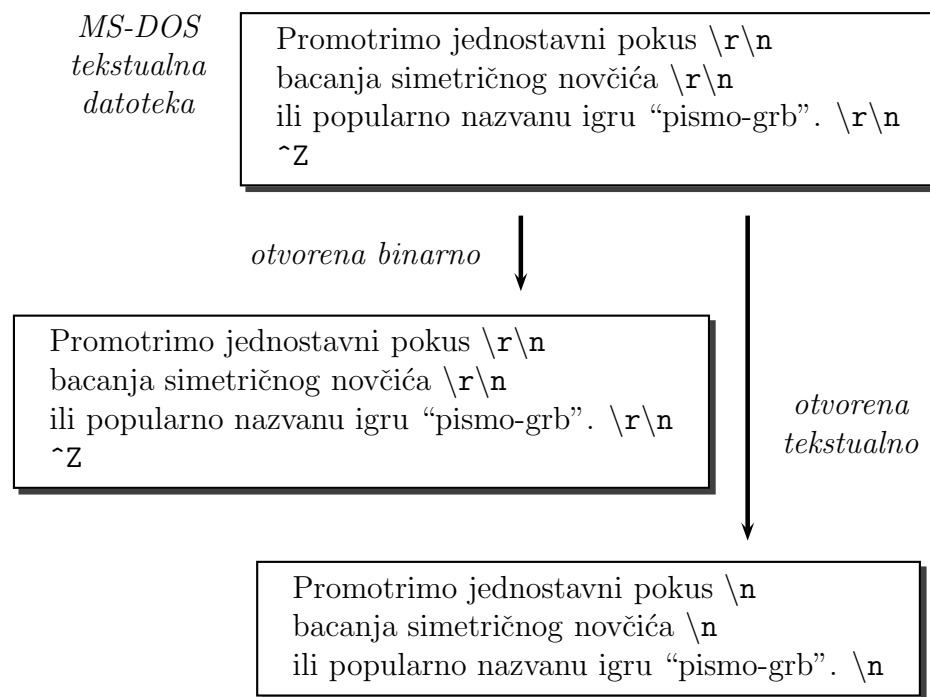 MS-DOS
tekstualna
datoteka
Promotrimo jednostavni pokus \r\n
bacanja simetričnog novčića \r\n
ili popularno nazvanu igru “pismo-grb”. \r\n
^Z
otvorena binarno
Promotrimo jednostavni pokus \r\n
bacanja simetričnog novčića \r\n
ili popularno nazvanu igru “pismo-grb”. \r\n
^Z
otvorena
tekstualno
Promotrimo jednostavni pokus \n
bacanja simetričnog novčića \n
ili popularno nazvanu igru “pismo-grb”. \n